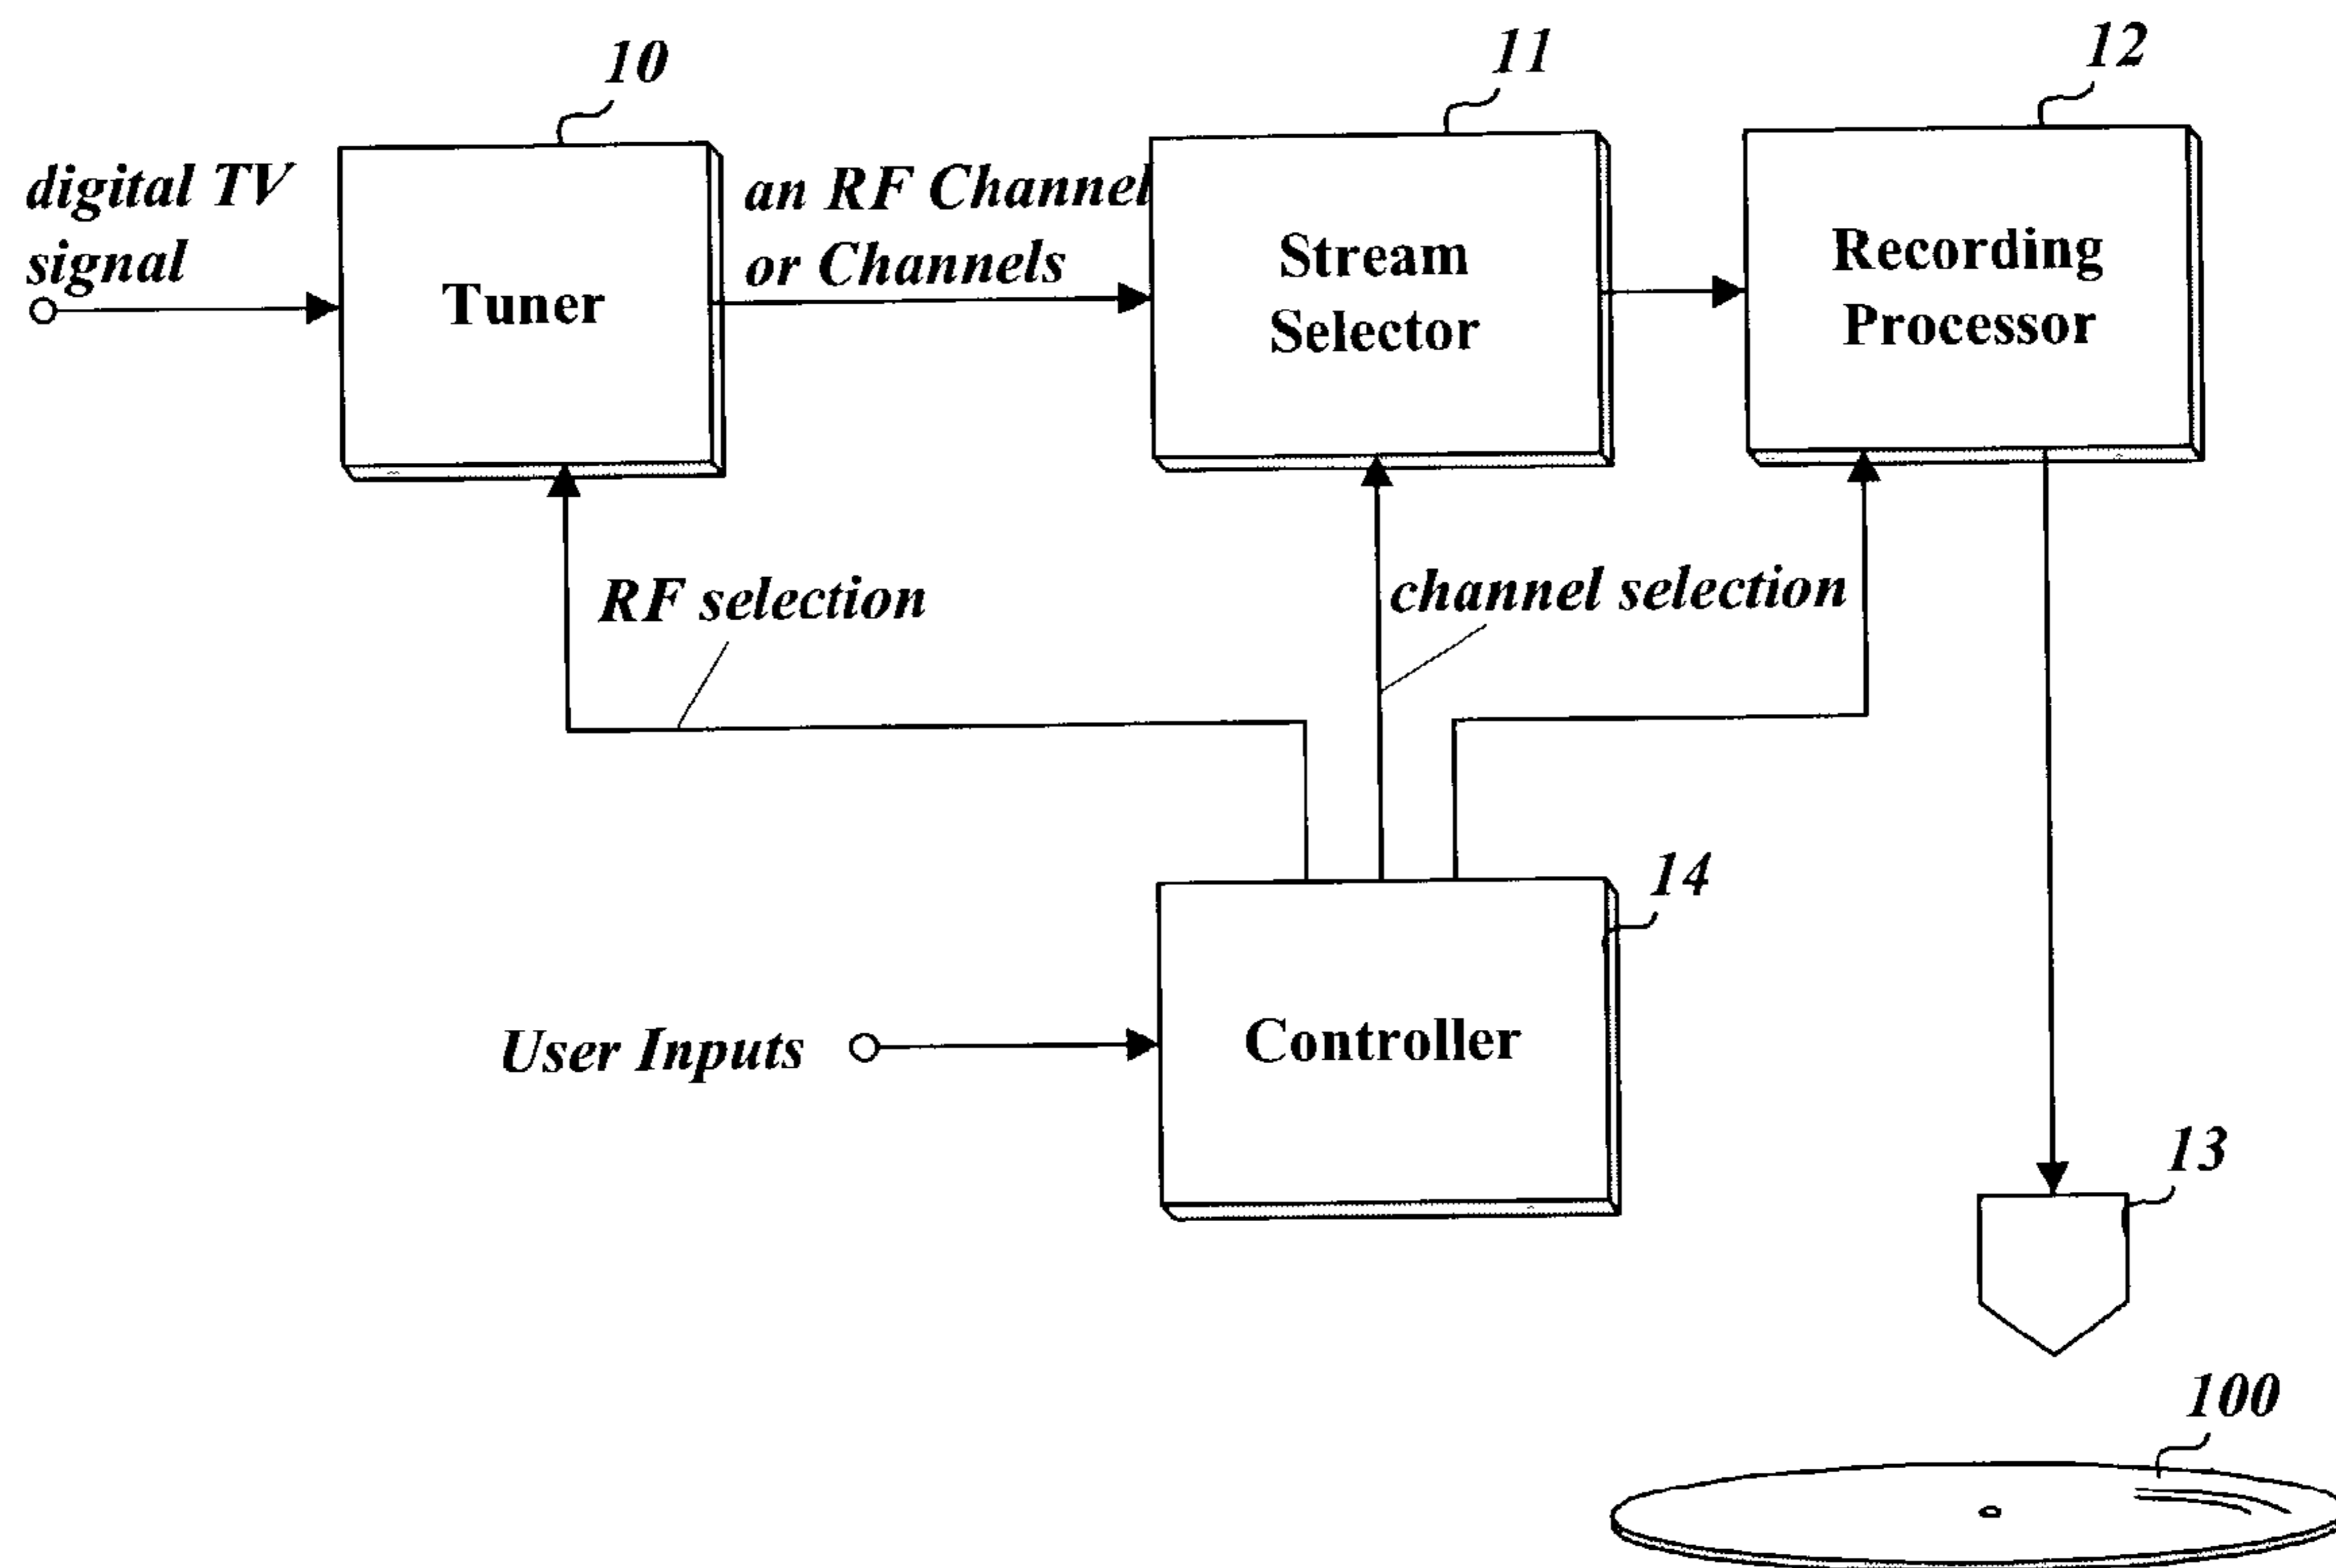 10
11
12
digital TV
signal
an RF Channel
or Channels
Tuner
Stream
Selector
Recording
Processor
RF selection
channel selection
14
User Inputs
Controller
13
100